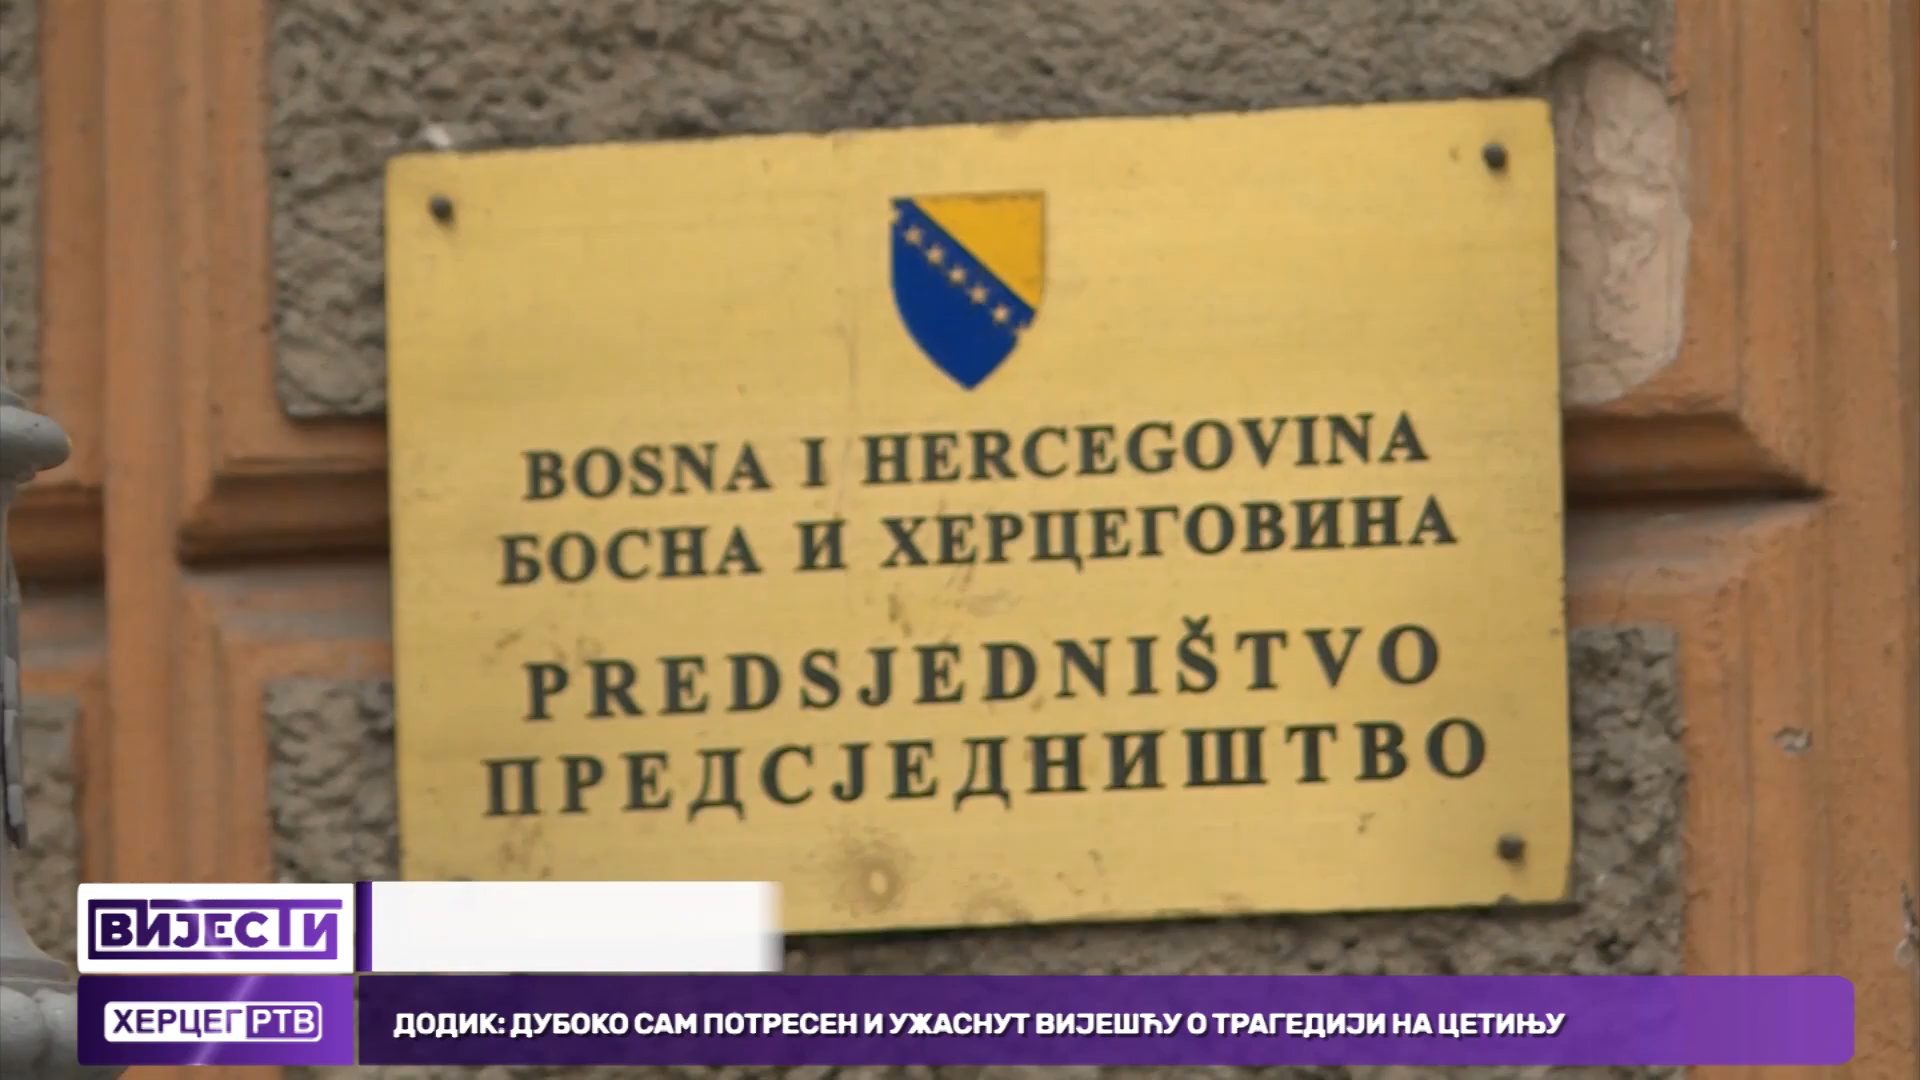 BOSNA I HERCEGOVINA
БОСНА И ХЕРЦЕГОВИНА
PREDSJEDNIŠTVO
ПРЕДСЈЕДНИШТВО
ВИЈЕСТИ
ХЕРЦЕГ РТВ
ДОДИК: ДУБОКО САМ ПОТРЕСЕН И УЖАСНУТ ВИЈЕШЋУ О ТРАГЕДИЈИ НА ЦЕТИЊУ